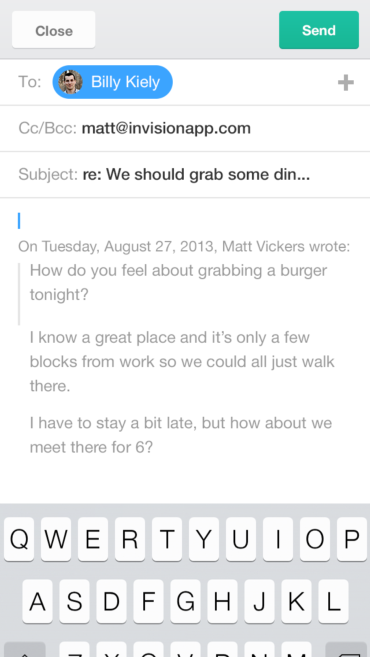 Close Send
To: Billy Kiely +
Cc/Bcc: matt@invisionapp.com
Subject: re: We should grab some din...
On Tuesday, August 27, 2013, Matt Vickers wrote:
How do you feel about grabbing a burger
tonight?
I know a great place and it's only a few
blocks from work so we could all just walk
there.
I have to stay a bit late, but how about we
meet there for 6?
Q W E R T Y U I O P
A S D F G H J K L
Z X C V B N M